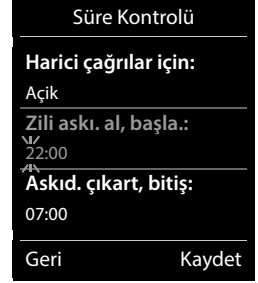 Süre Kontrolü
Harici çağrılar için:
Açik
Zili askı. al, başla.:
22:00
Askıd. çıkart, bitiş:
07:00
Geri Kaydet